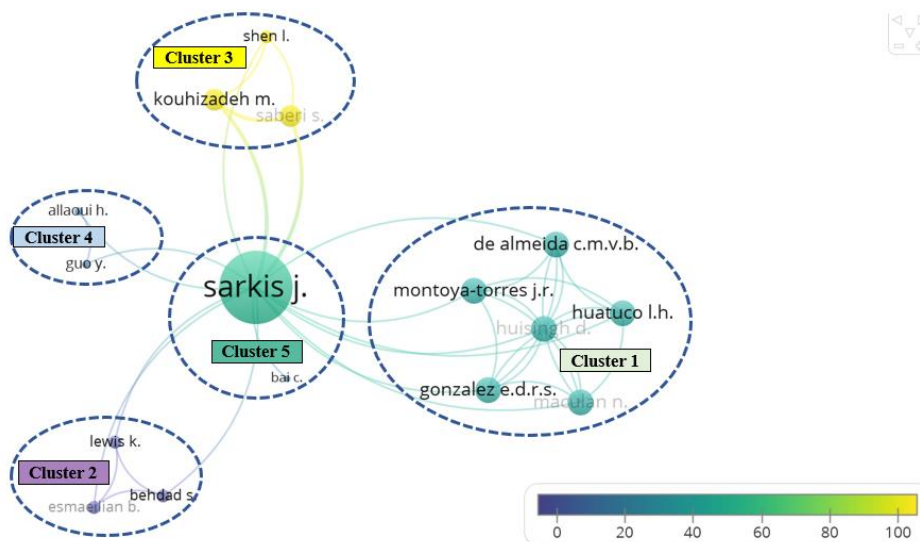 shen l.
Cluster 3
kouhizadeh m.
saberi s.
allaoui h.
Cluster 4
guo y.
sarkis j.
Cluster 5
bai c.
de almeida c.m.v.b.
montoya-torres j.r.
huatuco l.h.
huisingh d.
Cluster 1
gonzalez e.d.r.s.
maculan n.
lewis k.
Cluster 2
behdad s.
esmaeilian b.
0 20 40 60 80 100